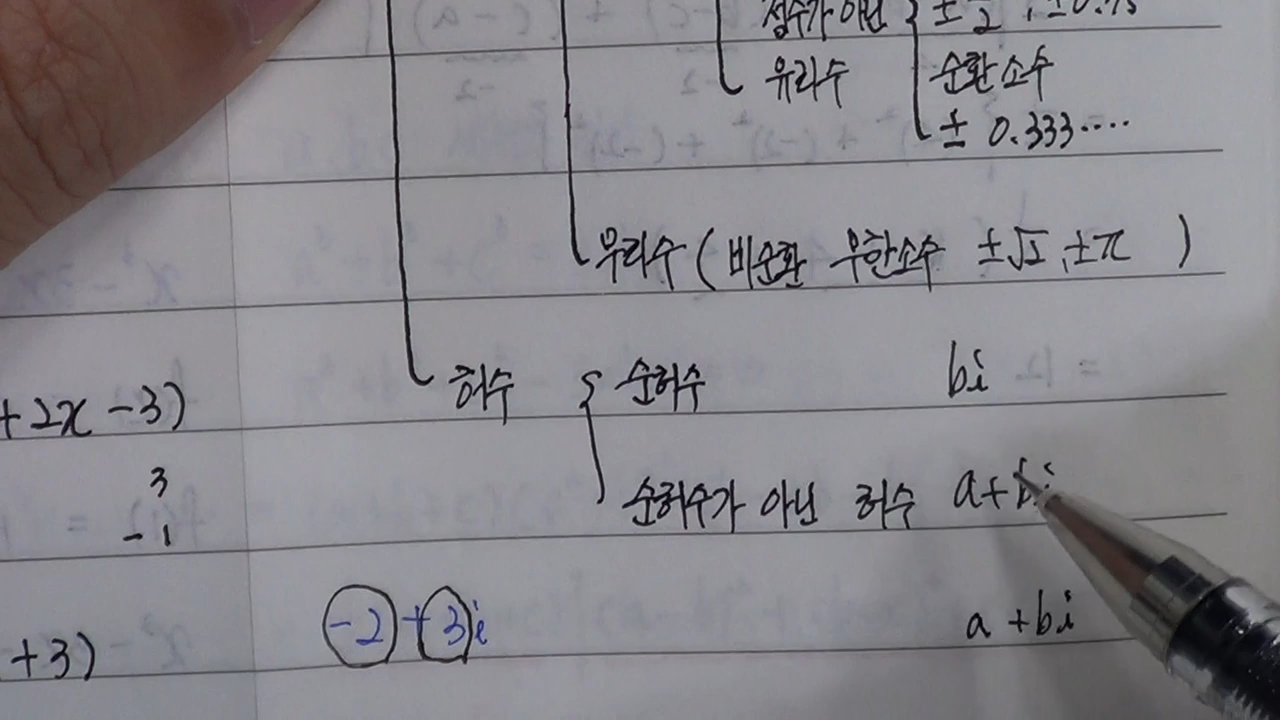 정수가 아닌 ± 1/2, ±0.75
유리수 순환소수
± 0.333····
무리수 ( 비순환 무한소수 ±√2, ±π )
허수 { 순허수 bi
+2x -3)
3
순허수가 아닌 허수 a+bi
-1
-2 +3i a +bi
+3)